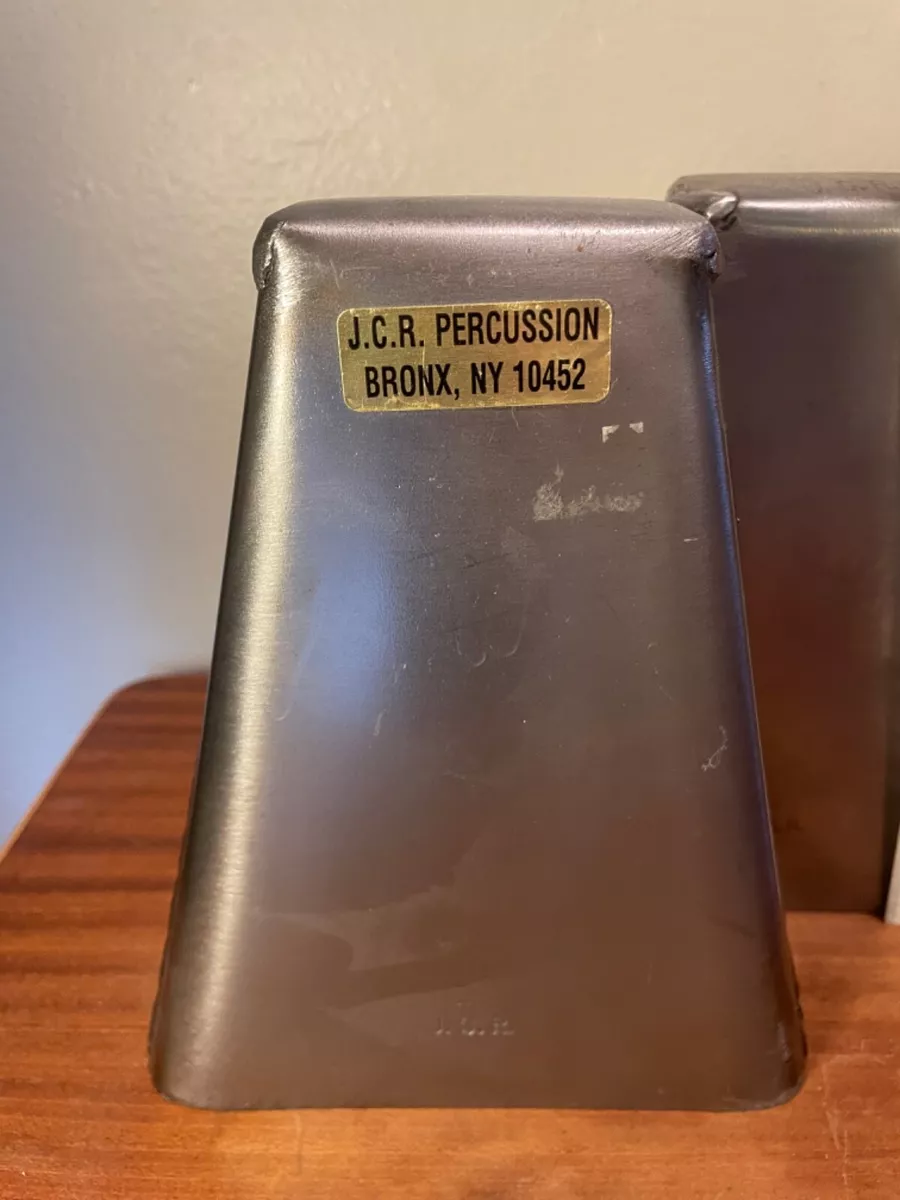 J.C.R. PERCUSSION
BRONX, NY 10452
J.C.R.